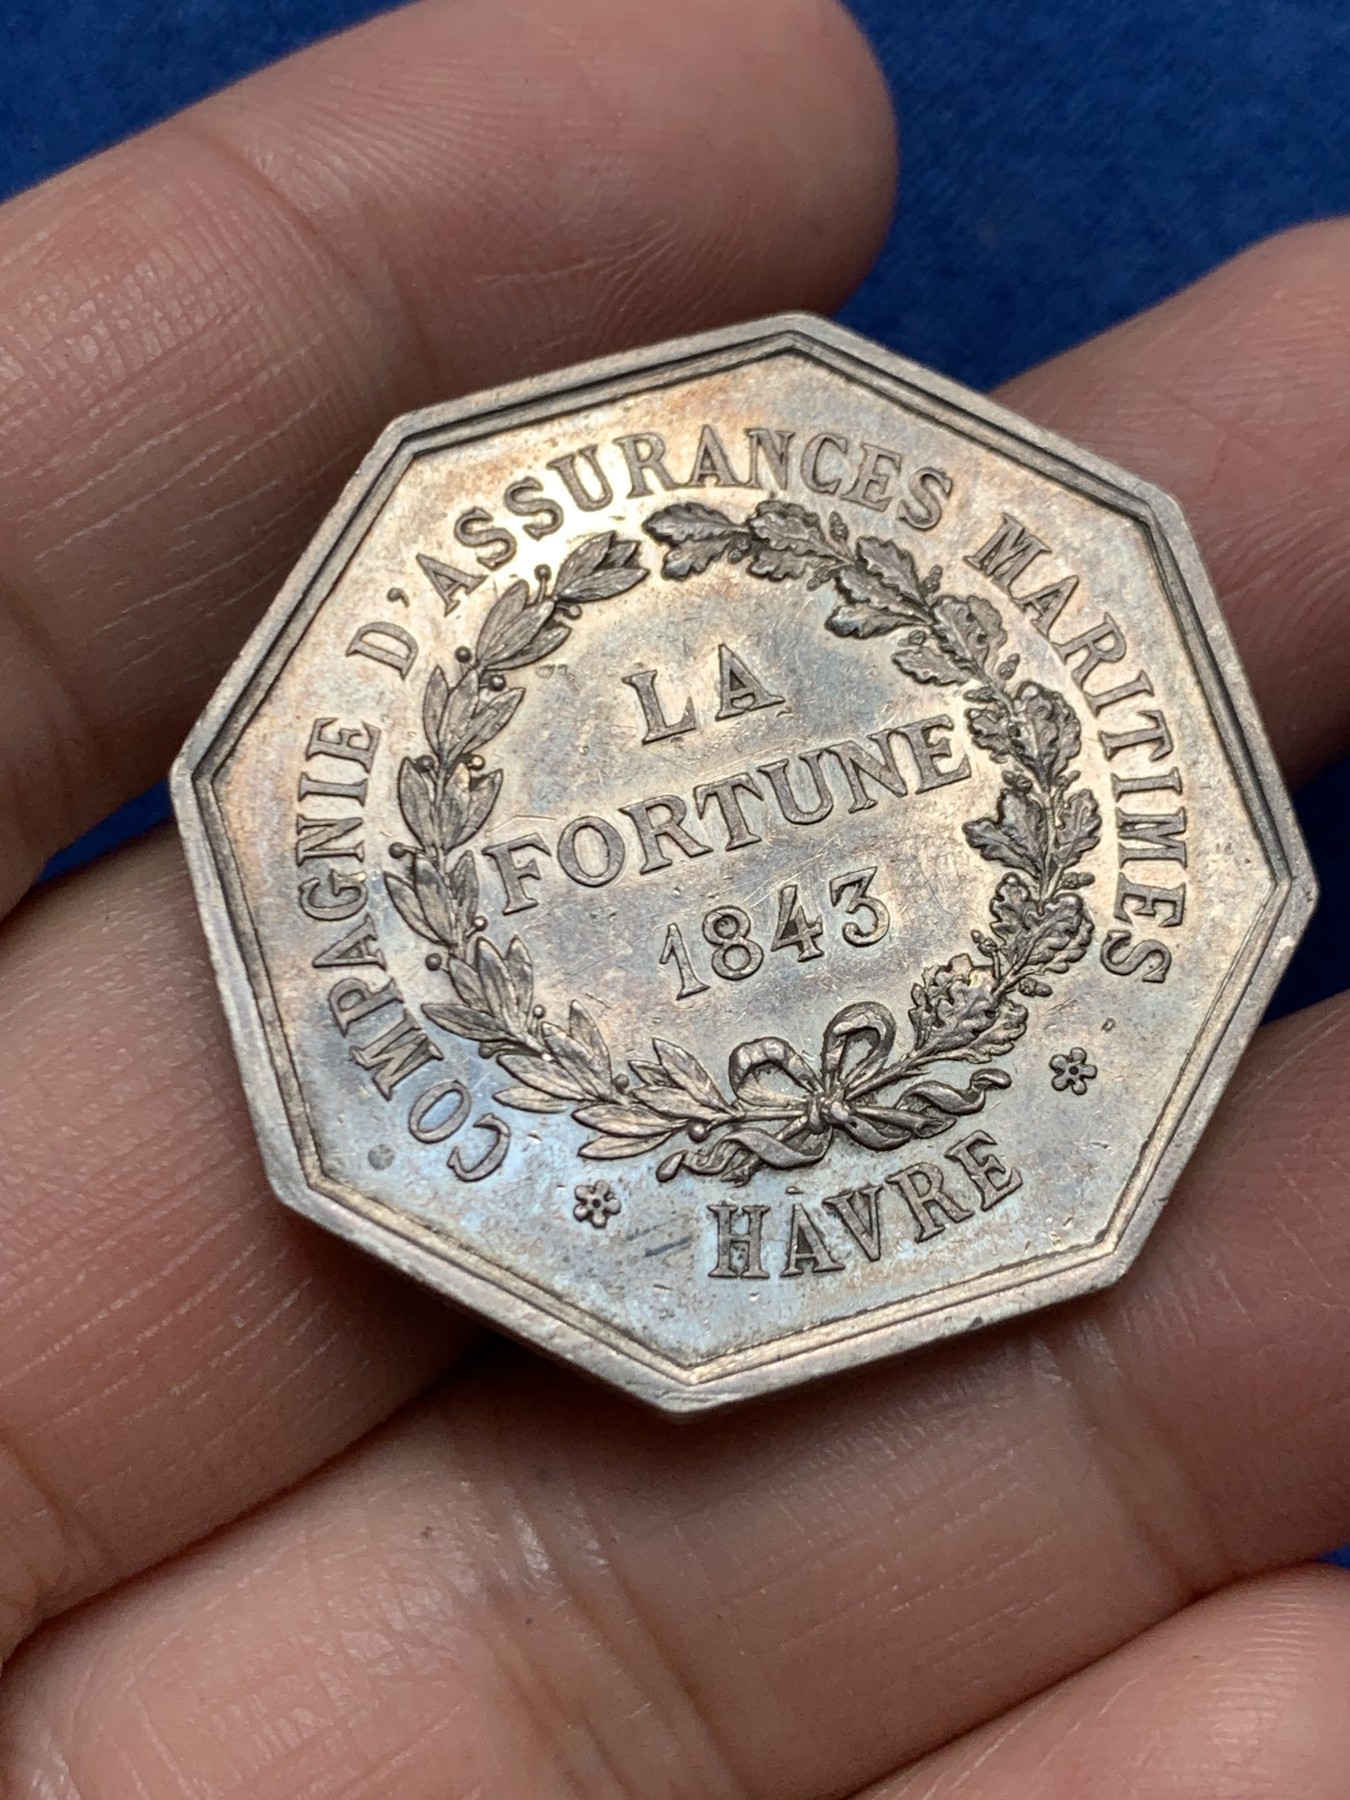 COMPAGNIE D'ASSURANCES MARITIMES
LA
FORTUNE
1843
HAVRE